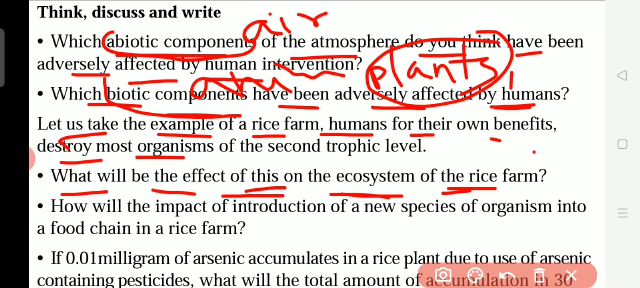 Think, discuss and write
air
• Which abiotic components of the atmosphere do you think have been
adversely affected by human intervention?
plants
• Which biotic components have been adversely affected by humans?
Let us take the example of a rice farm, humans for their own benefits,
destroy most organisms of the second trophic level.
• What will be the effect of this on the ecosystem of the rice farm?
• How will the impact of introduction of a new species of organism into
a food chain in a rice farm?
• If 0.01milligram of arsenic accumulates in a rice plant due to use of arsenic
containing pesticides, what will the total amount of accumulation in 30